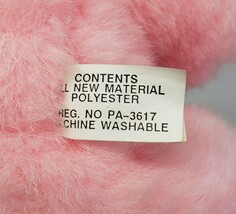 CONTENTS
LL NEW MATERIAL
POLYESTER
REG. NO PA-3617
CHINE WASHABLE